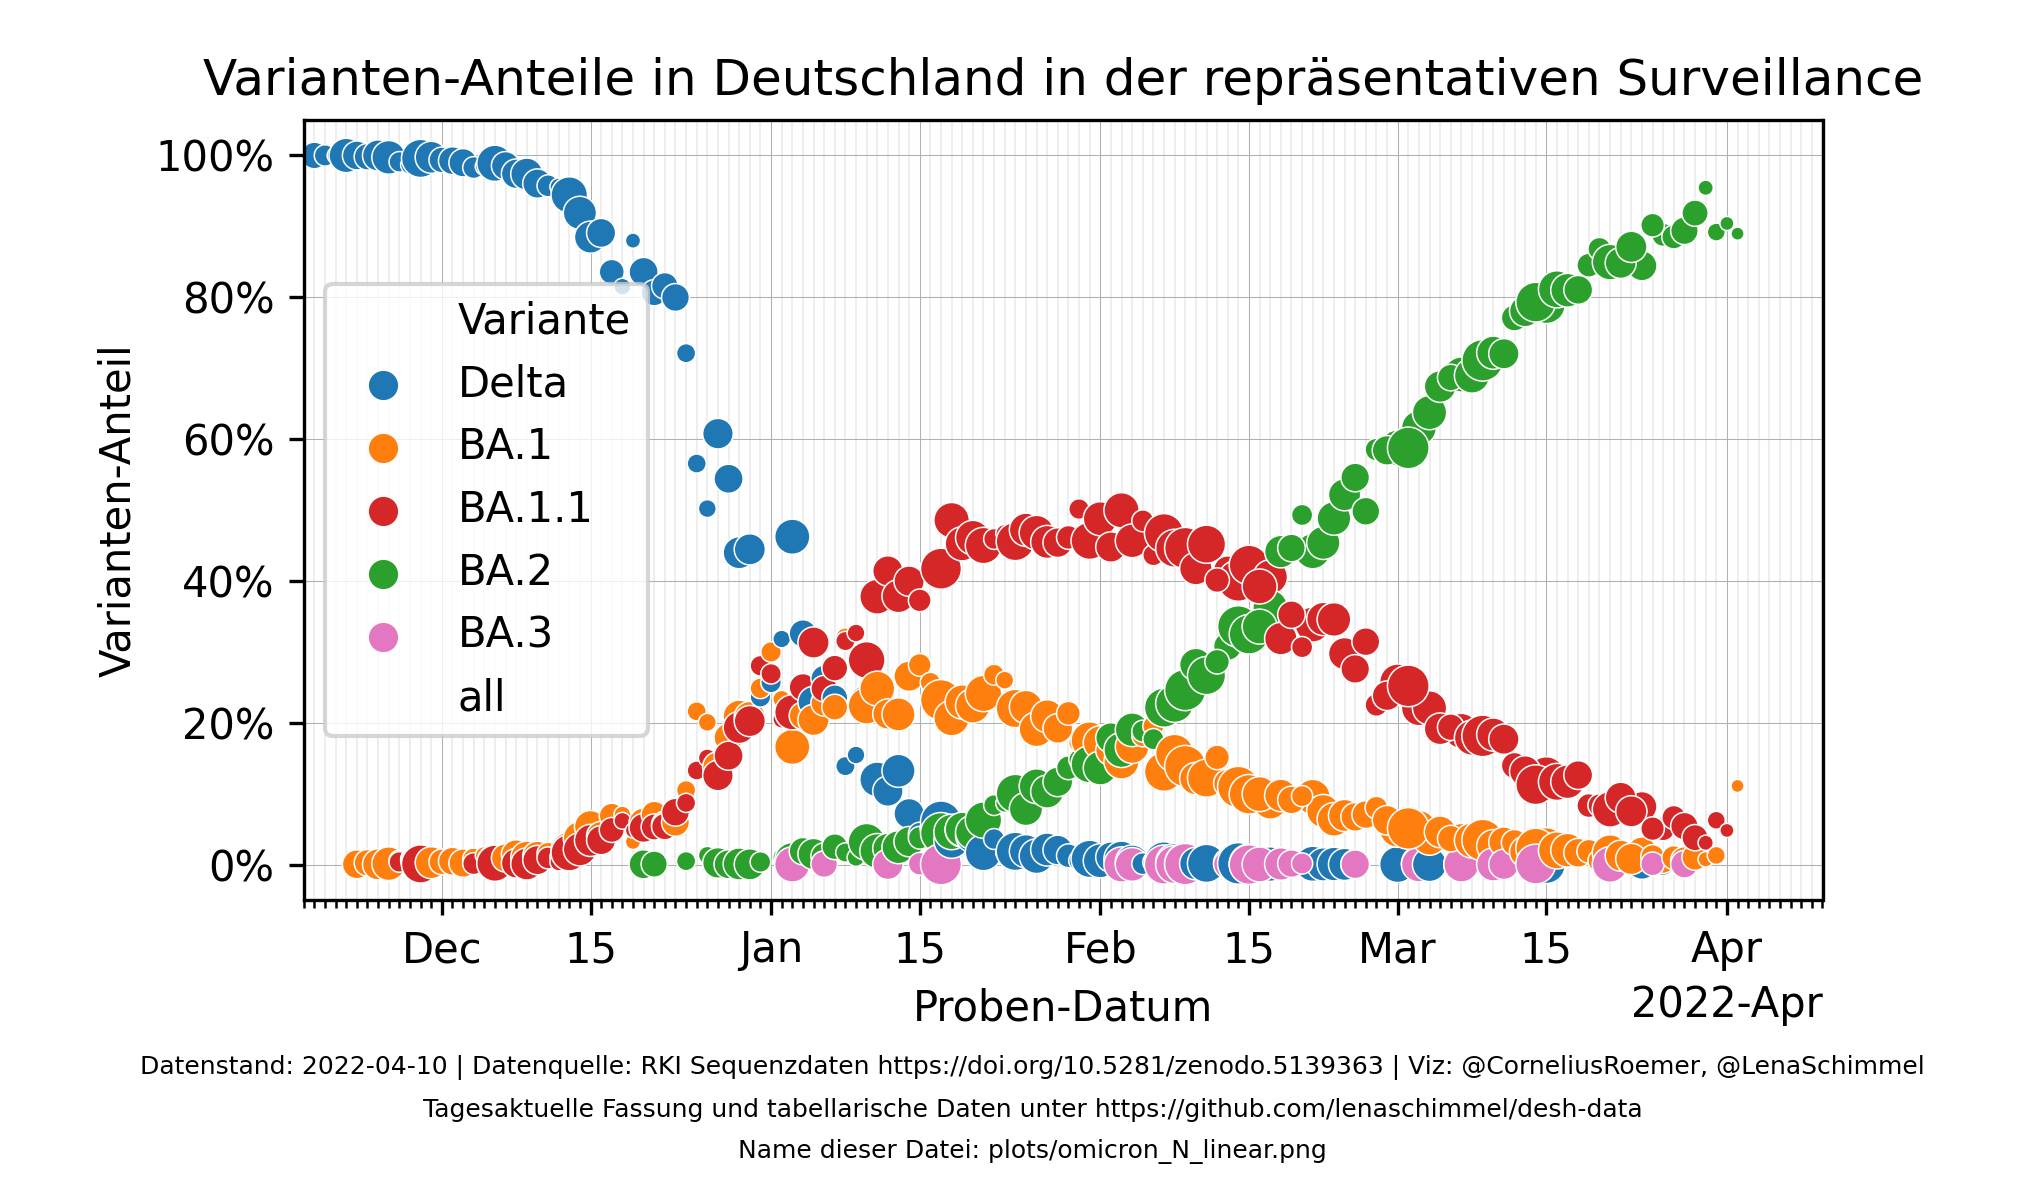 Varianten-Anteile in Deutschland in der repräsentativen Surveillance
Varianten-Anteil
100%
80%
60%
40%
20%
0%
Variante
Delta
BA.1
BA.1.1
BA.2
BA.3
all
Dec 15 Jan 15 Feb 15 Mar 15 Apr
Proben-Datum
2022-Apr
Datenstand: 2022-04-10 | Datenquelle: RKI Sequenzdaten https://doi.org/10.5281/zenodo.5139363 | Viz: @CorneliusRoemer, @LenaSchimmel
Tagesaktuelle Fassung und tabellarische Daten unter https://github.com/lenaschimmel/desh-data
Name dieser Datei: plots/omicron_N_linear.png